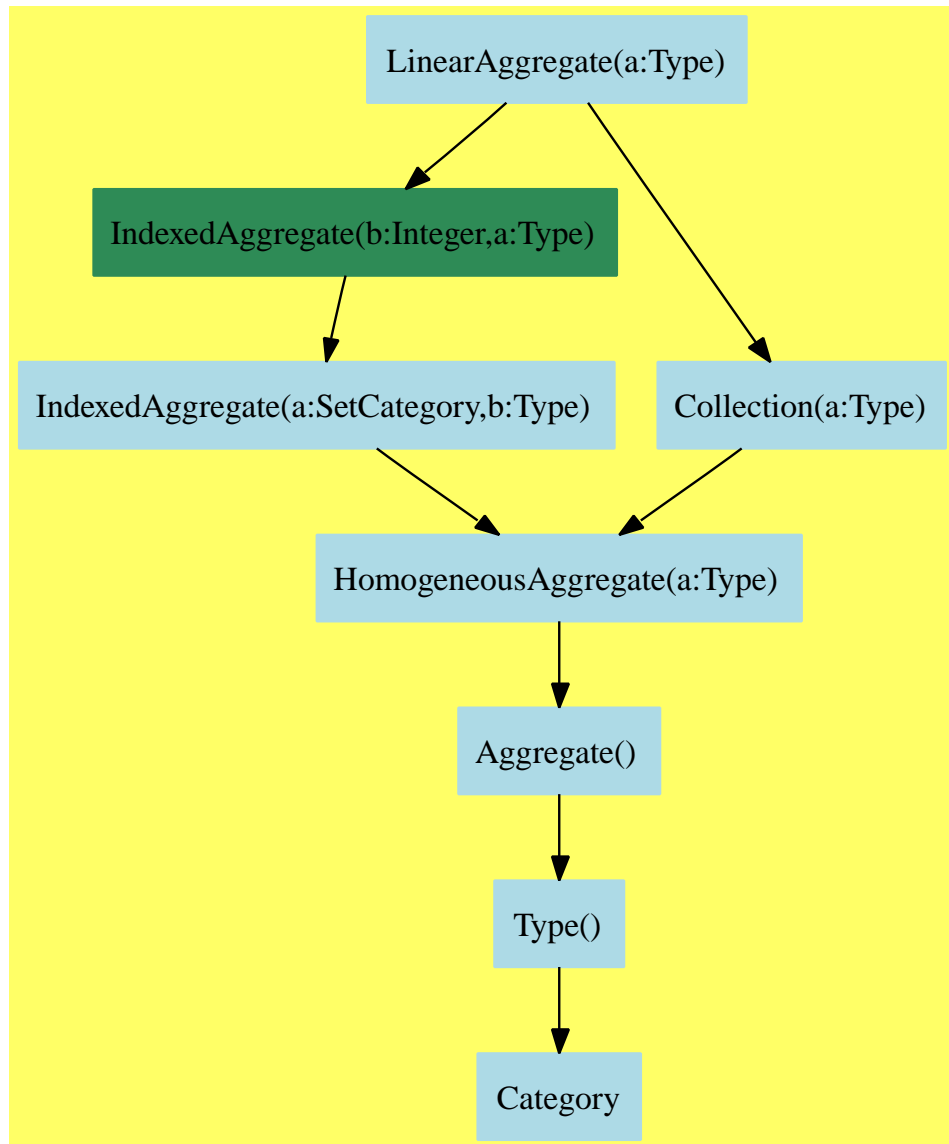 LinearAggregate(a:Type)
IndexedAggregate(b:Integer,a:Type)
IndexedAggregate(a:SetCategory,b:Type)
Collection(a:Type)
HomogeneousAggregate(a:Type)
Aggregate()
Type()
Category